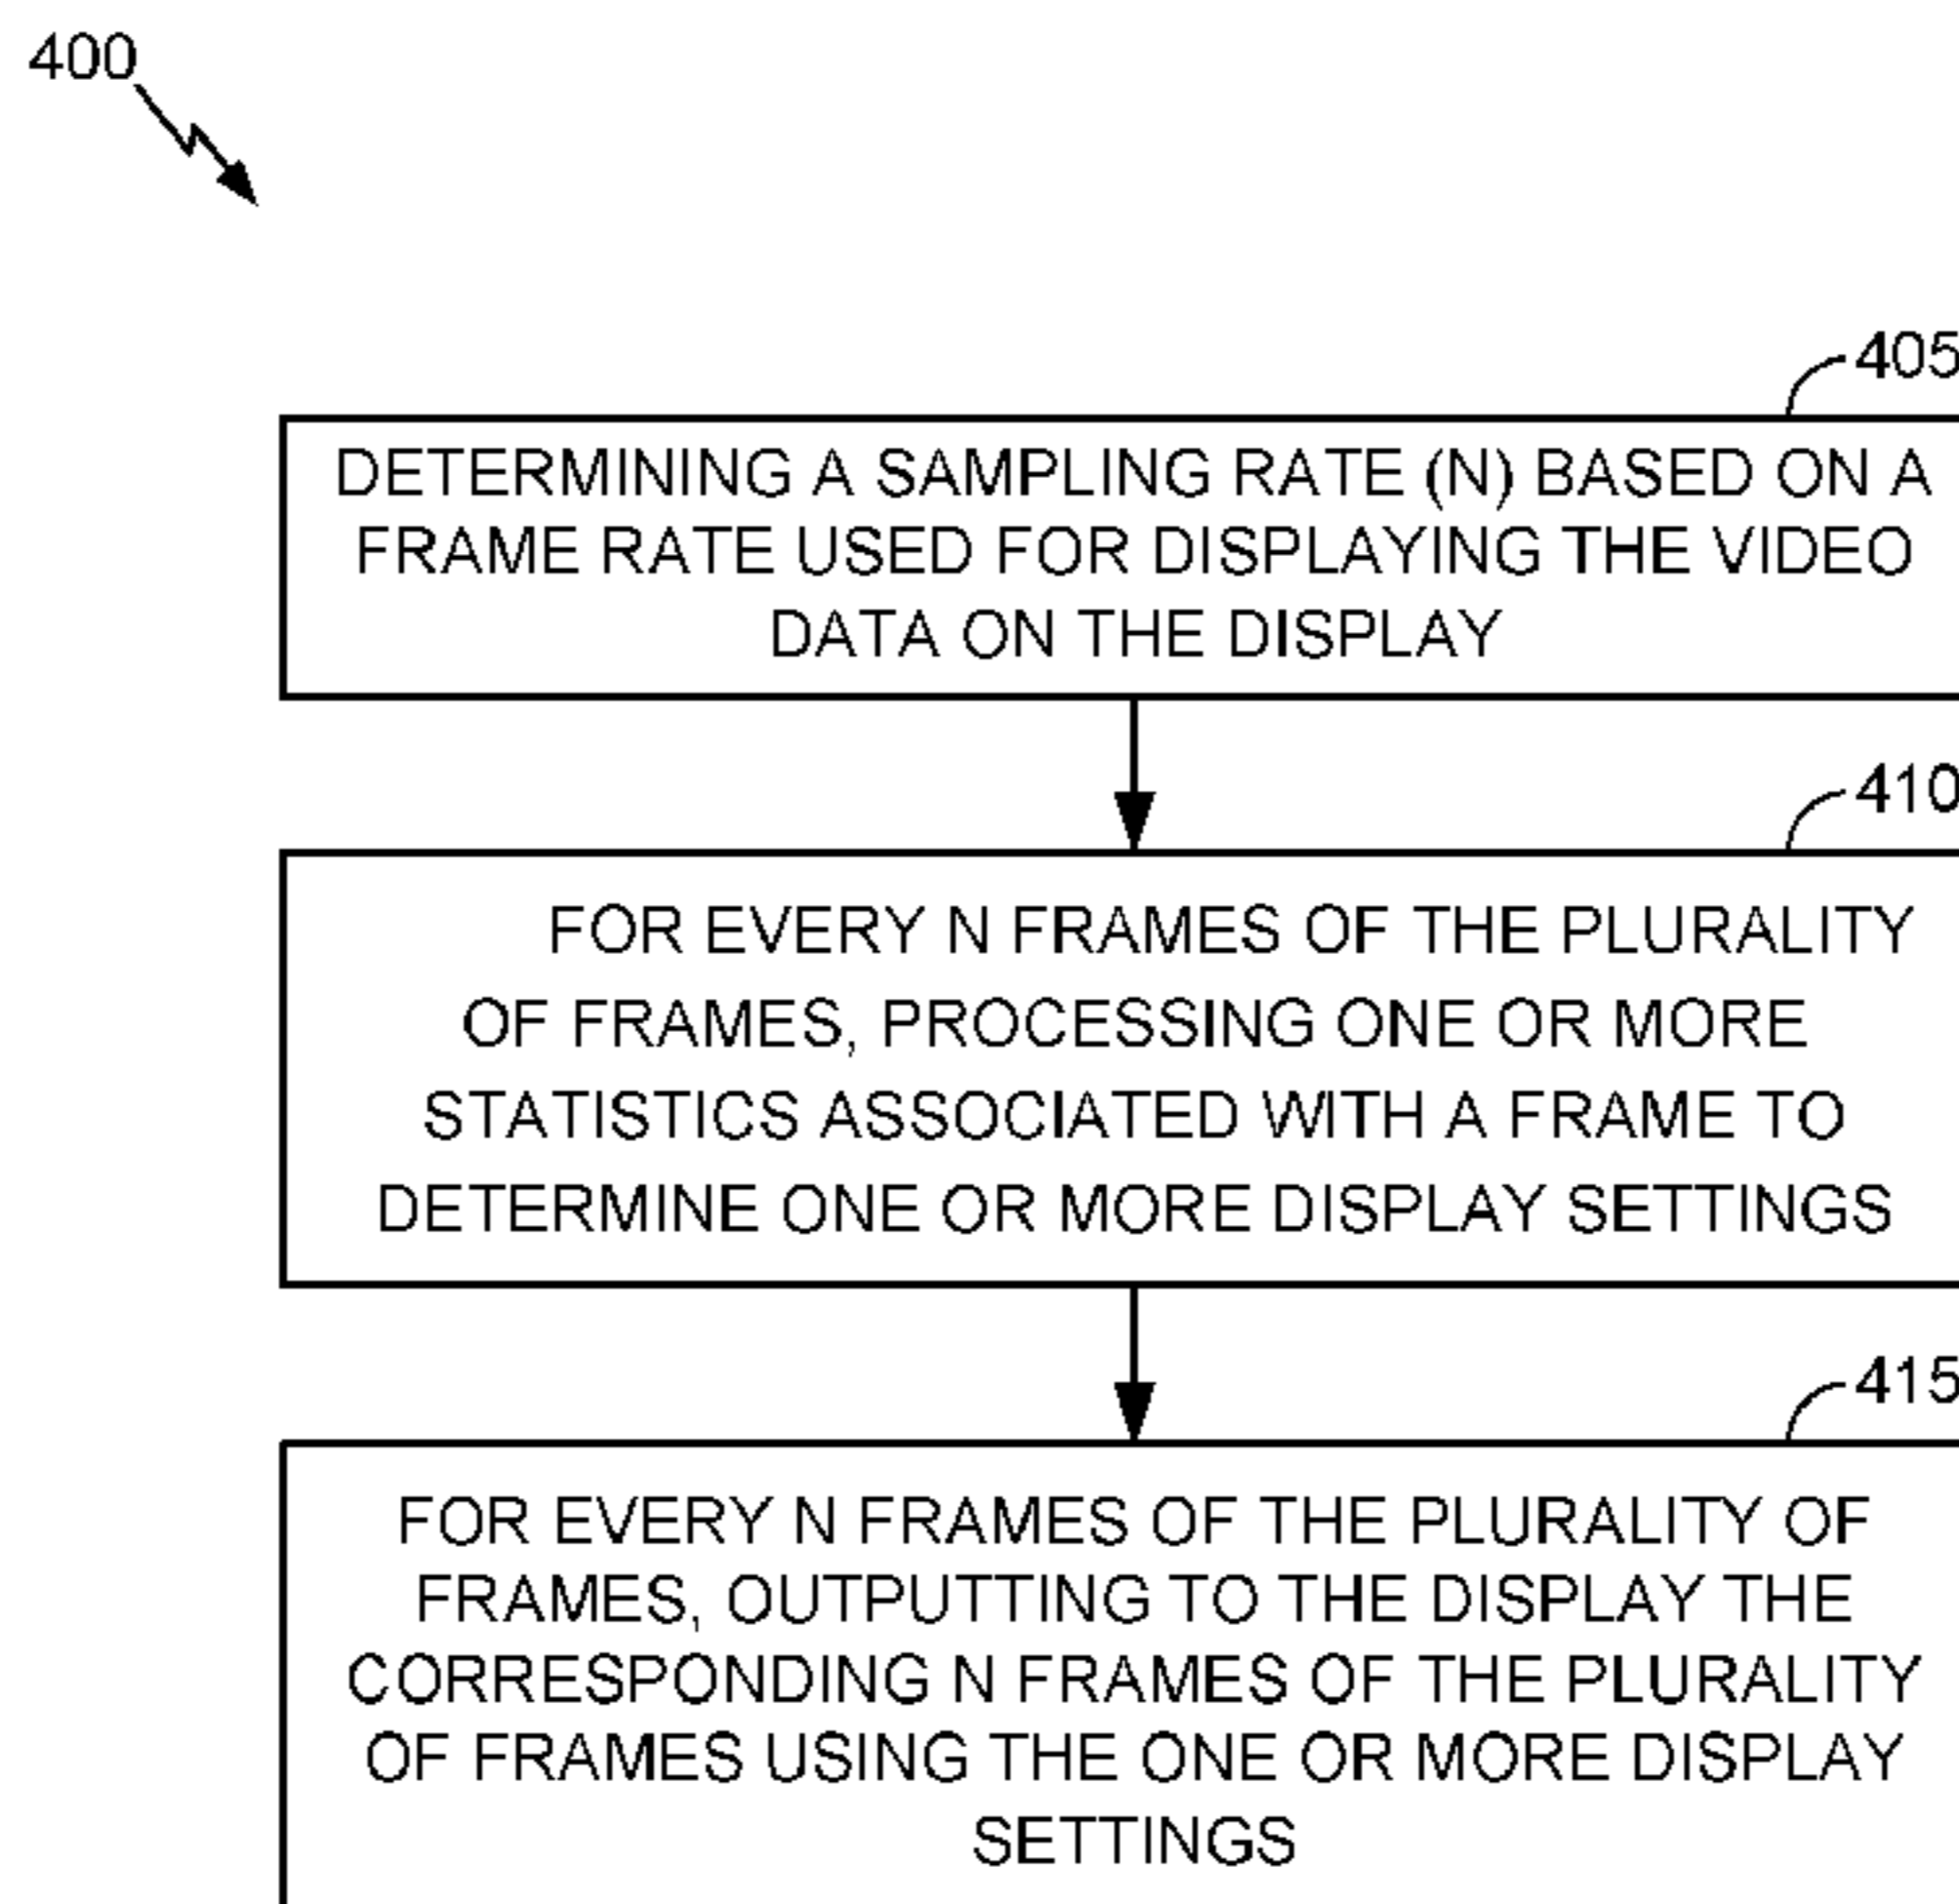 400
405
DETERMINING A SAMPLING RATE (N) BASED ON A
FRAME RATE USED FOR DISPLAYING THE VIDEO
DATA ON THE DISPLAY
410
FOR EVERY N FRAMES OF THE PLURALITY
OF FRAMES, PROCESSING ONE OR MORE
STATISTICS ASSOCIATED WITH A FRAME TO
DETERMINE ONE OR MORE DISPLAY SETTINGS
415
FOR EVERY N FRAMES OF THE PLURALITY OF
FRAMES, OUTPUTTING TO THE DISPLAY THE
CORRESPONDING N FRAMES OF THE PLURALITY
OF FRAMES USING THE ONE OR MORE DISPLAY
SETTINGS